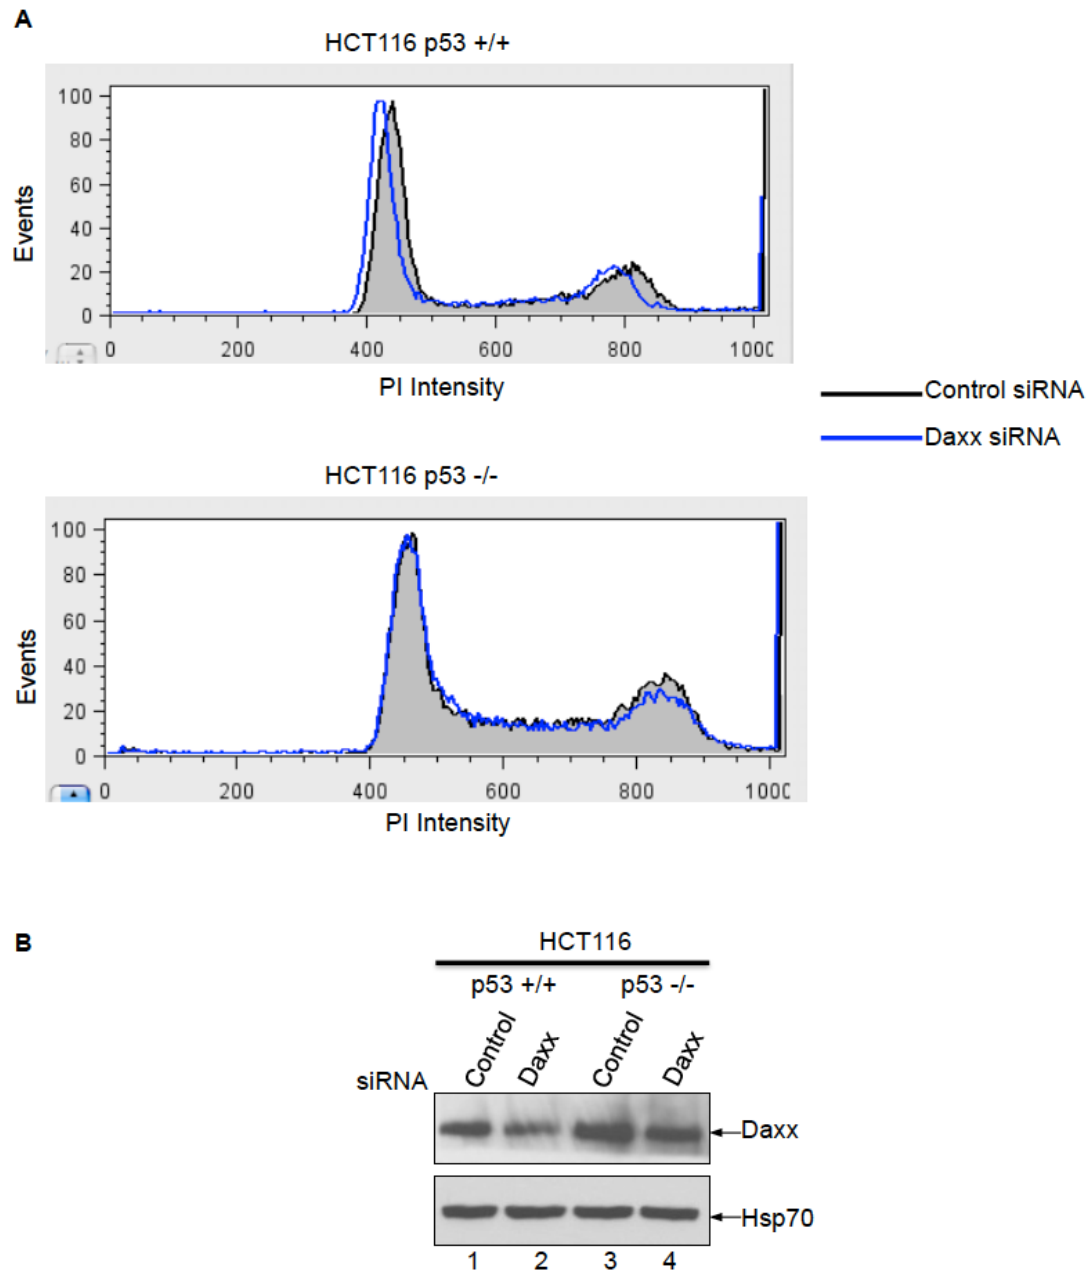 A
HCT116 p53 +/+
100
80
60
40
20
0
Events
0 200 400 600 800 1000
PI Intensity
Control siRNA
Daxx siRNA
HCT116 p53 -/-
100
80
60
40
20
0
Events
0 200 400 600 800 1000
PI Intensity
B
HCT116
p53 +/+ p53 -/-
siRNA Control Daxx Control Daxx
Daxx
Hsp70
1 2 3 4